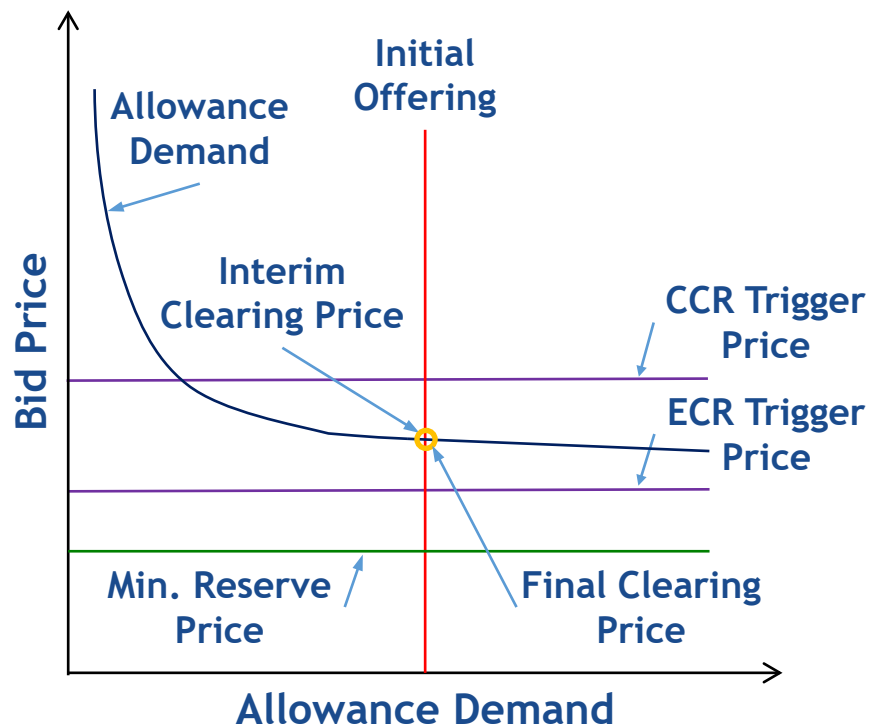 Initial
Offering
Allowance
Demand
Interim
Clearing Price
CCR Trigger
Price
ECR Trigger
Price
Min. Reserve
Price
Final Clearing
Price
Bid Price
Allowance Demand